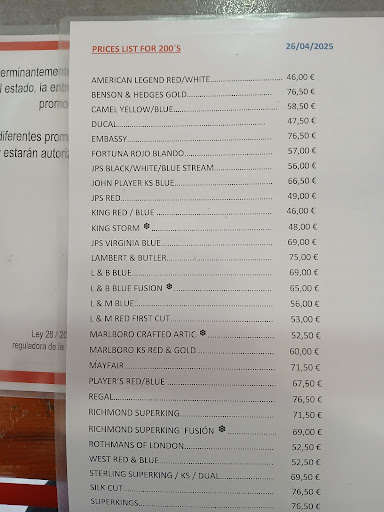 erminantemente
l estado, la entr
promo
diferentes prom
y estarán autoriz
Ley 28 / 20
reguladora de la
PRICES LIST FOR 200´S 26/04/2025
AMERICAN LEGEND RED/WHITE 46,00 €
BENSON & HEDGES GOLD 76,50 €
CAMEL YELLOW/BLUE 58,50 €
DUCAL 47,50 €
EMBASSY 76,50 €
FORTUNA ROJO BLANDO 57,00 €
JPS BLACK/WHITE/BLUE STREAM 56,00 €
JOHN PLAYER KS BLUE 66,50 €
JPS RED 49,00 €
KING RED / BLUE 46,00 €
KING STORM ❄ 48,00 €
JPS VIRGINIA BLUE 69,00 €
LAMBERT & BUTLER 75,00 €
L & B BLUE 69,00 €
L & B BLUE FUSION ❄ 65,00 €
L & M BLUE 56,00 €
L & M RED FIRST CUT 53,00 €
MARLBORO CRAFTED ARTIC ❄ 52,50 €
MARLBORO KS RED & GOLD 60,00 €
MAYFAIR 71,50 €
PLAYER'S RED/BLUE 67,50 €
REGAL 76,50 €
RICHMOND SUPERKING 71,50 €
RICHMOND SUPERKING FUSIÓN ❄ 69,00 €
ROTHMANS OF LONDON 52,50 €
WEST RED & BLUE 52,50 €
STERLING SUPERKING / KS / DUAL 69,50 €
SILK CUT 76,50 €
SUPERKINGS 76,50 €